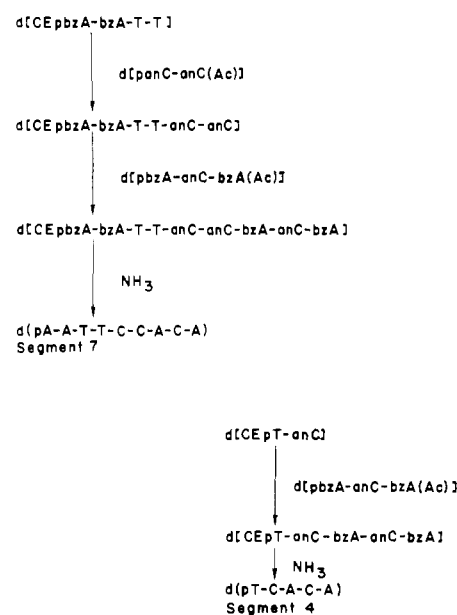 d[CEpbzA-bzA-T-T]
d[panC-anC(Ac)]
d[CEpbzA-bzA-T-T-anC-anC]
d[pbzA-anC-bzA(Ac)]
d[CEpbzA-bzA-T-T-anC-anC-bzA-anC-bzA]
NH3
d(pA-A-T-T-C-C-A-C-A)
Segment 7
d[CEpT-anC]
d[pbzA-anC-bzA(Ac)]
d[CEpT-anC-bzA-anC-bzA]
NH3
d(pT-C-A-C-A)
Segment 4